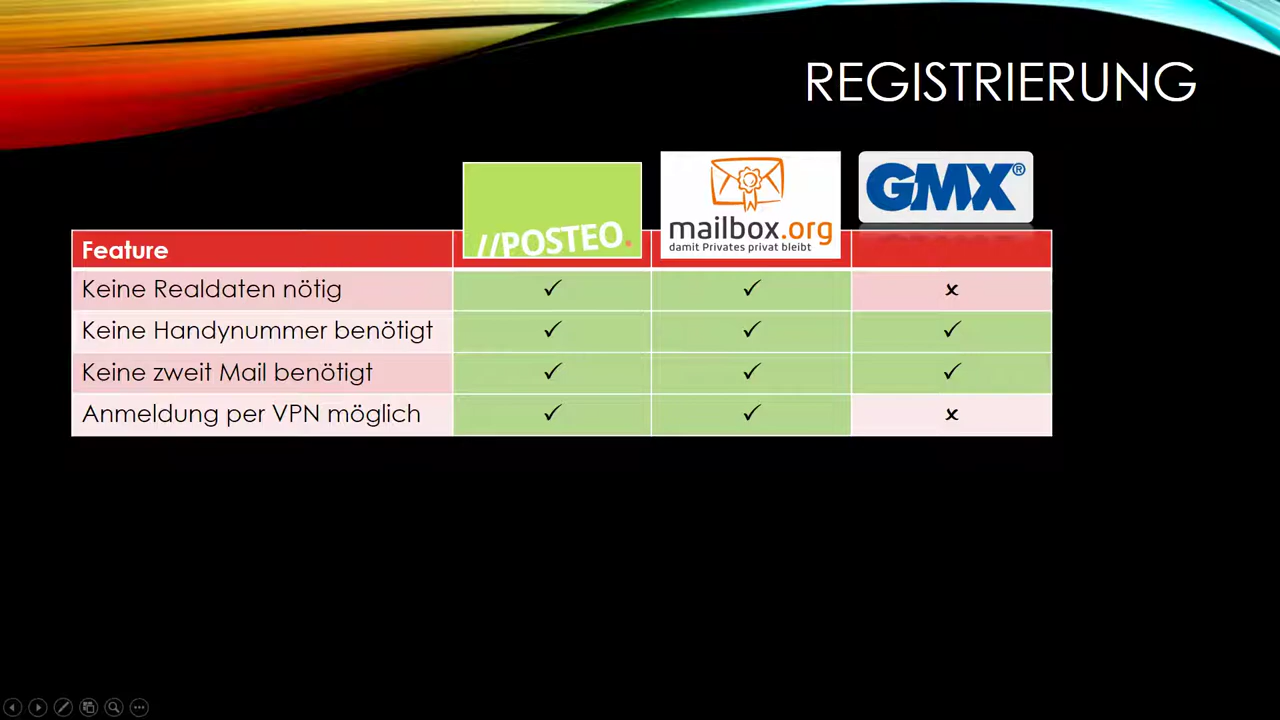 REGISTRIERUNG
//POSTEO.
mailbox.org
damit Privates privat bleibt
GMX®
Feature
Keine Realdaten nötig ✓ ✓ x
Keine Handynummer benötigt ✓ ✓ ✓
Keine zweit Mail benötigt ✓ ✓ ✓
Anmeldung per VPN möglich ✓ ✓ x